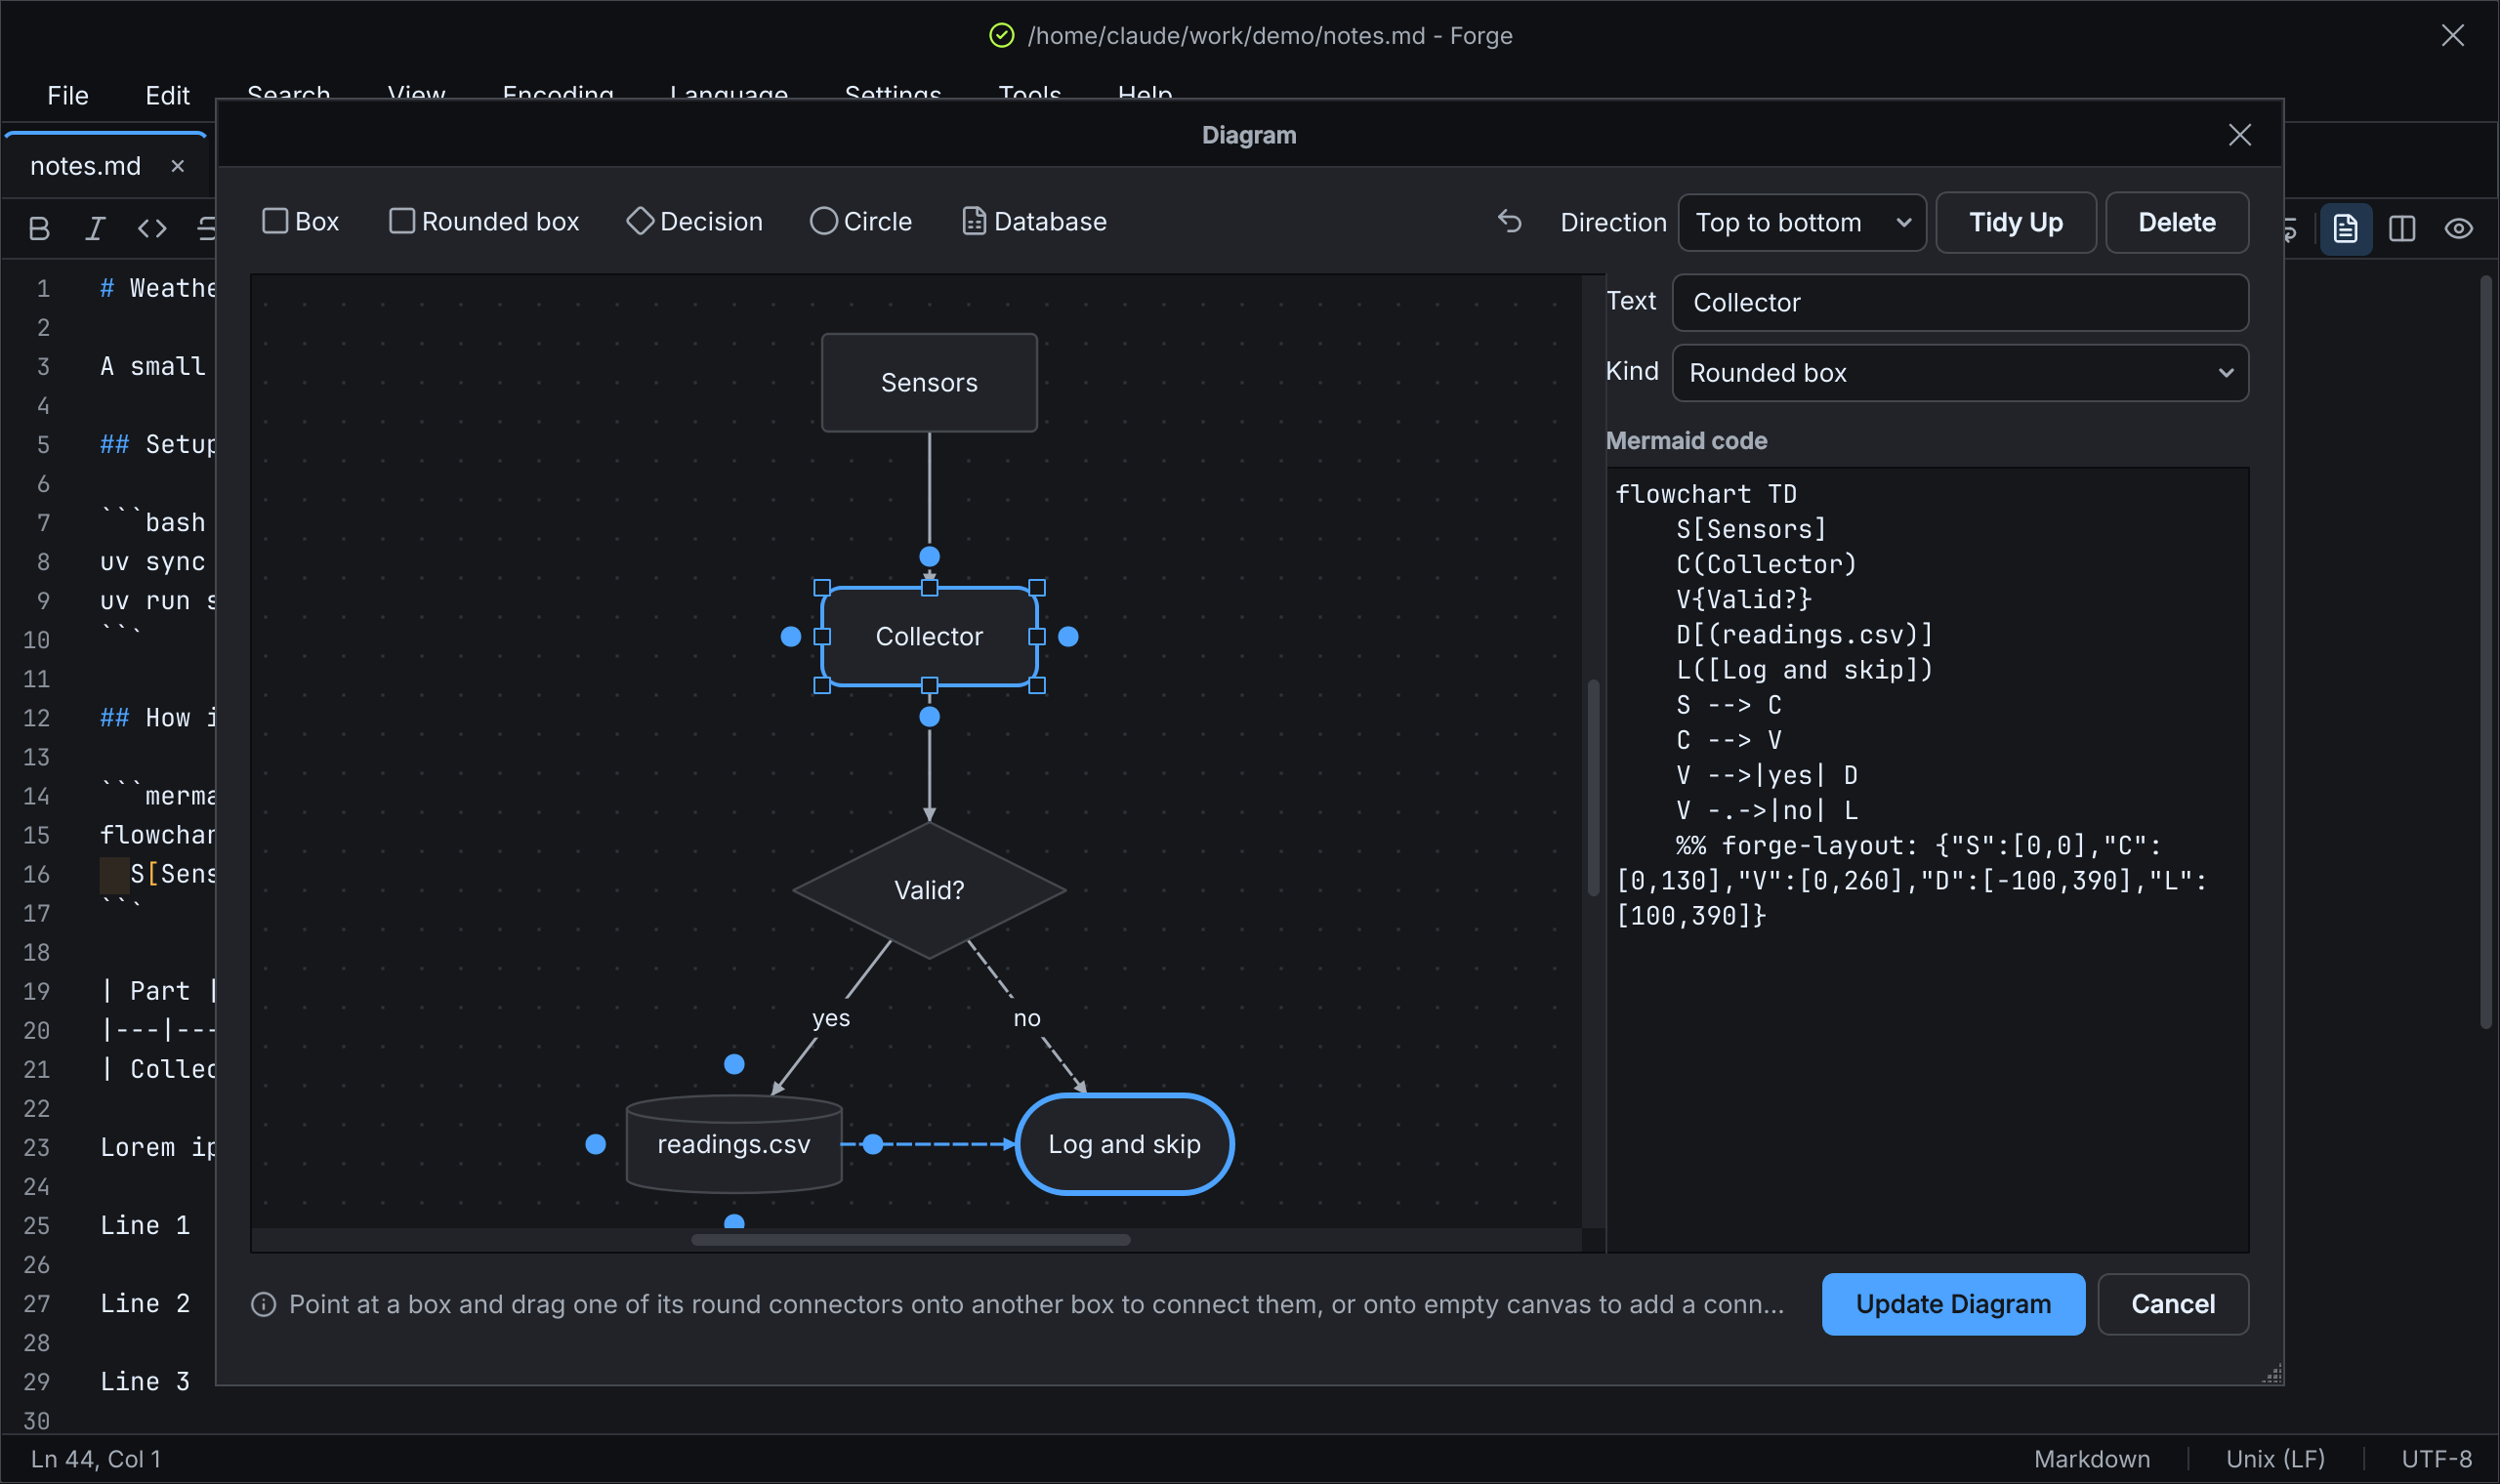 /home/claude/work/demo/notes.md - Forge
File Edit Search View Encoding Language Settings Tools Help
notes.md
Diagram
Box Rounded box Decision Circle Database
Direction Top to bottom Tidy Up Delete
Text Collector
Kind Rounded box
Mermaid code
flowchart TD
S[Sensors]
C(Collector)
V{Valid?}
D[(readings.csv)]
L([Log and skip])
S --> C
C --> V
V -->|yes| D
V -.->|no| L
%% forge-layout: {"S":[0,0],"C":
[0,130],"V":[0,260],"D":[-100,390],"L":
[100,390]}
Sensors
Collector
Valid?
yes no
readings.csv Log and skip
1 #
2
3 A small
4
5 ## Setup
6
7 ```bash
8 uv sync
9 uv run
10 ```
11
12 ## How
13
14 ```
15
16 S[
17 ```
18
19 | Part |
20 |---|---
21 |
22
23 Lorem
24
25 Line 1
26
27 Line 2
28
29 Line 3
30
Point at a box and drag one of its round connectors onto another box to connect them, or onto empty canvas to add a conn...
Update Diagram Cancel
Ln 44, Col 1 Markdown Unix (LF) UTF-8